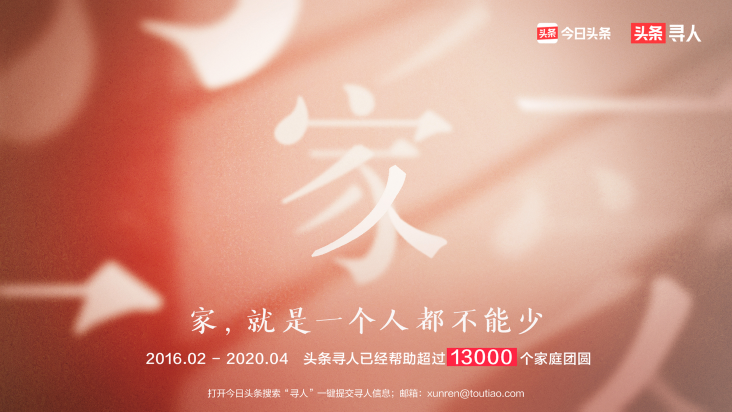 头条 今日头条 头条 寻人
家
家，就是一个人都不能少
2016.02 - 2020.04 头条寻人已经帮助超过 13000 个家庭团圆
打开今日头条搜索“寻人”一键提交寻人信息；邮箱：xunren@toutiao.com